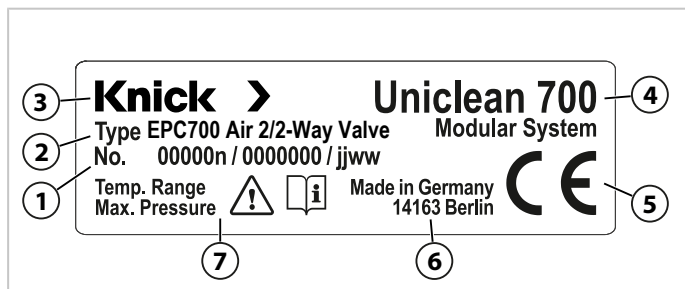 Knick >
Uniclean 700
Modular System
Type EPC700 Air 2/2-Way Valve
No. 00000n / 0000000 / jjww
Temp. Range
Max. Pressure
i
Made in Germany
14163 Berlin
CE
3
2
1
4
5
6
7